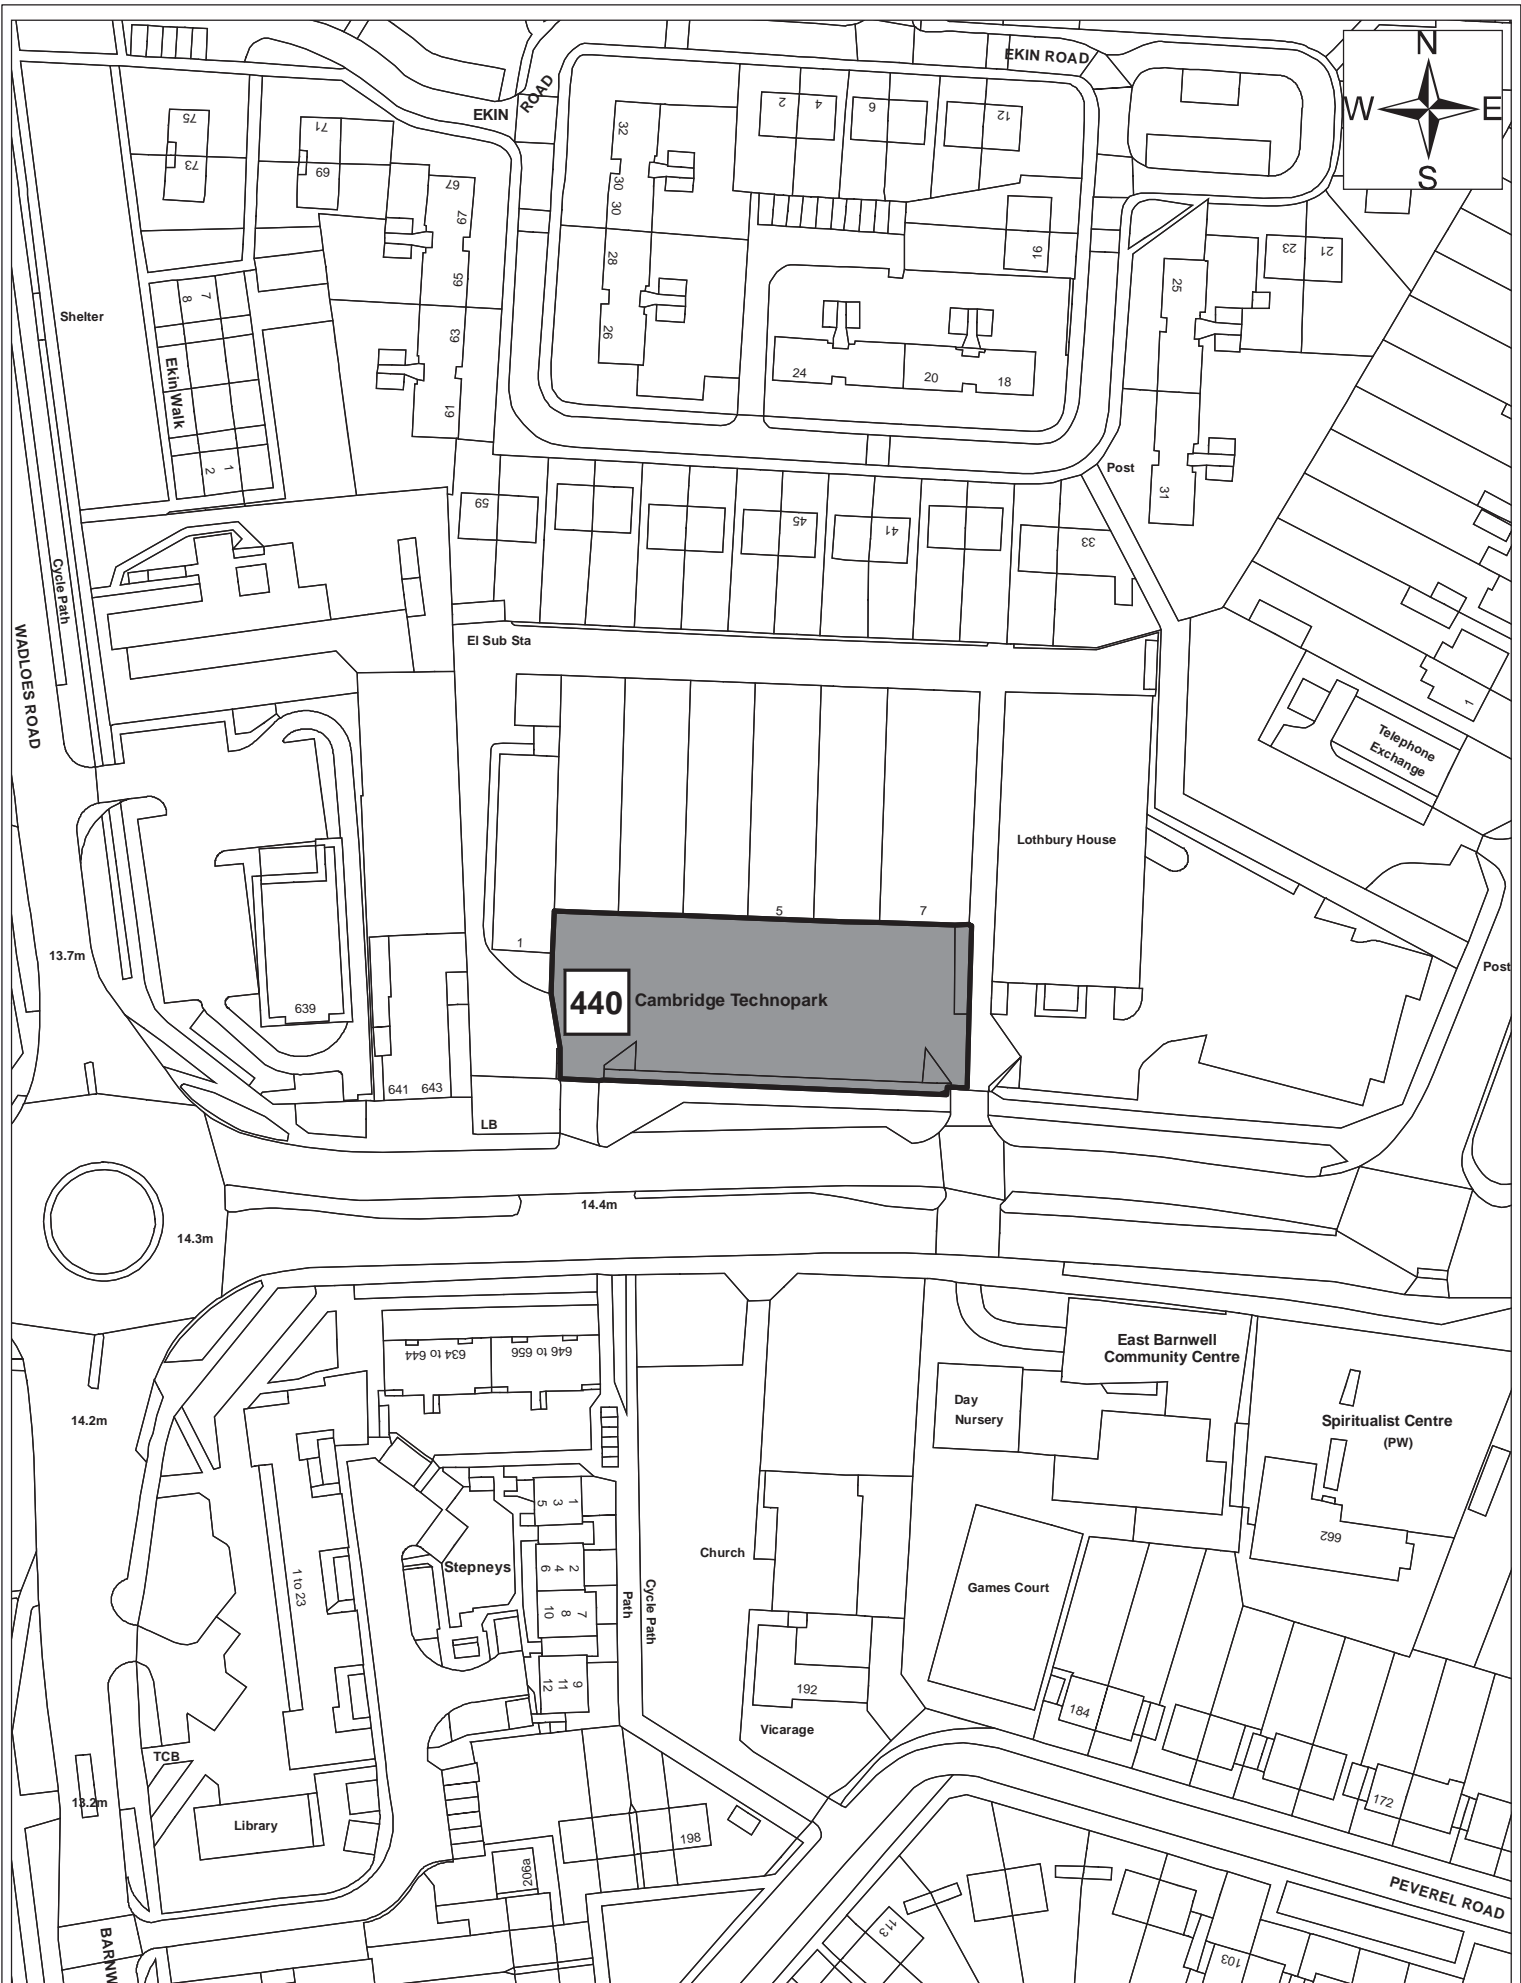 N
W E
S
EKIN ROAD
EKIN ROAD
75
73
71
69
67
67
65
63
61
32
30
30
28
26
2
4
6
12
16
24
20
18
25
31
23
21
Shelter
8
7
Ekin Walk
2
1
Post
59
45
41
33
Cycle Path
WADLOES ROAD
El Sub Sta
1
Telephone
Exchange
Lothbury House
5
7
1
13.7m
639
440
Cambridge Technopark
Post
641
643
LB
14.4m
14.3m
634 to 644
646 to 656
East Barnwell
Community Centre
Day
Nursery
Spiritualist Centre
(PW)
14.2m
1 to 23
5
3
1
Stepneys
6
4
2
10
8
7
12
11
9
Path
Cycle Path
Church
Games Court
662
192
Vicarage
184
172
TCB
13.2m
Library
198
206a
PEVEREL ROAD
113
103
BARNW